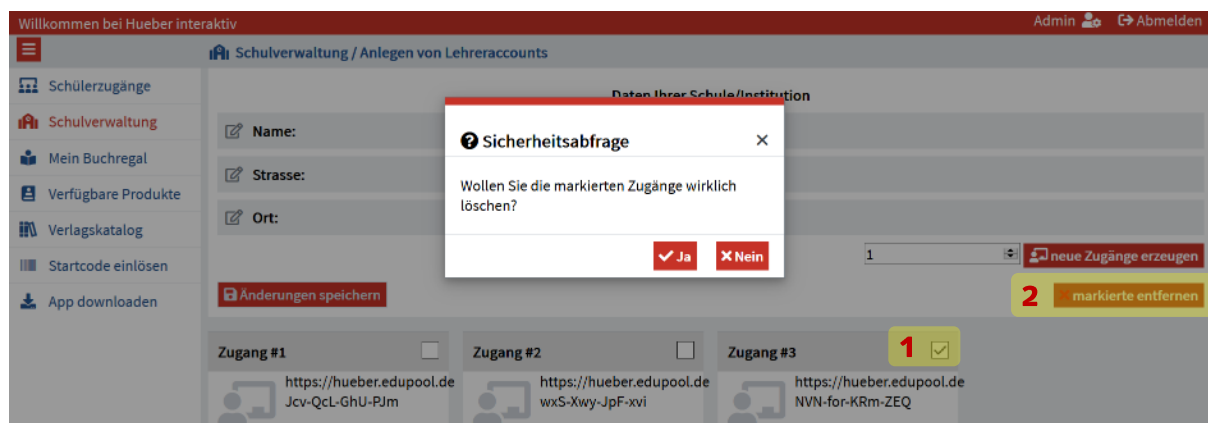 Willkommen bei Hueber interaktiv
Admin
Abmelden
Schulverwaltung / Anlegen von Lehreraccounts
Schülerzugänge
Schulverwaltung
Mein Buchregal
Verfügbare Produkte
Verlagskatalog
Startcode einlösen
App downloaden
Daten Ihrer Schule/Institution
Name:
Strasse:
Ort:
Sicherheitsabfrage
Wollen Sie die markierten Zugänge wirklich
löschen?
Ja
Nein
1
neue Zugänge erzeugen
Änderungen speichern
2
markierte entfernen
Zugang #1
https://hueber.edupool.de
Jcv-QcL-GhU-PJm
Zugang #2
https://hueber.edupool.de
wxS-Xwy-JpF-xvi
Zugang #3
1
https://hueber.edupool.de
NVN-for-KRm-ZEQ